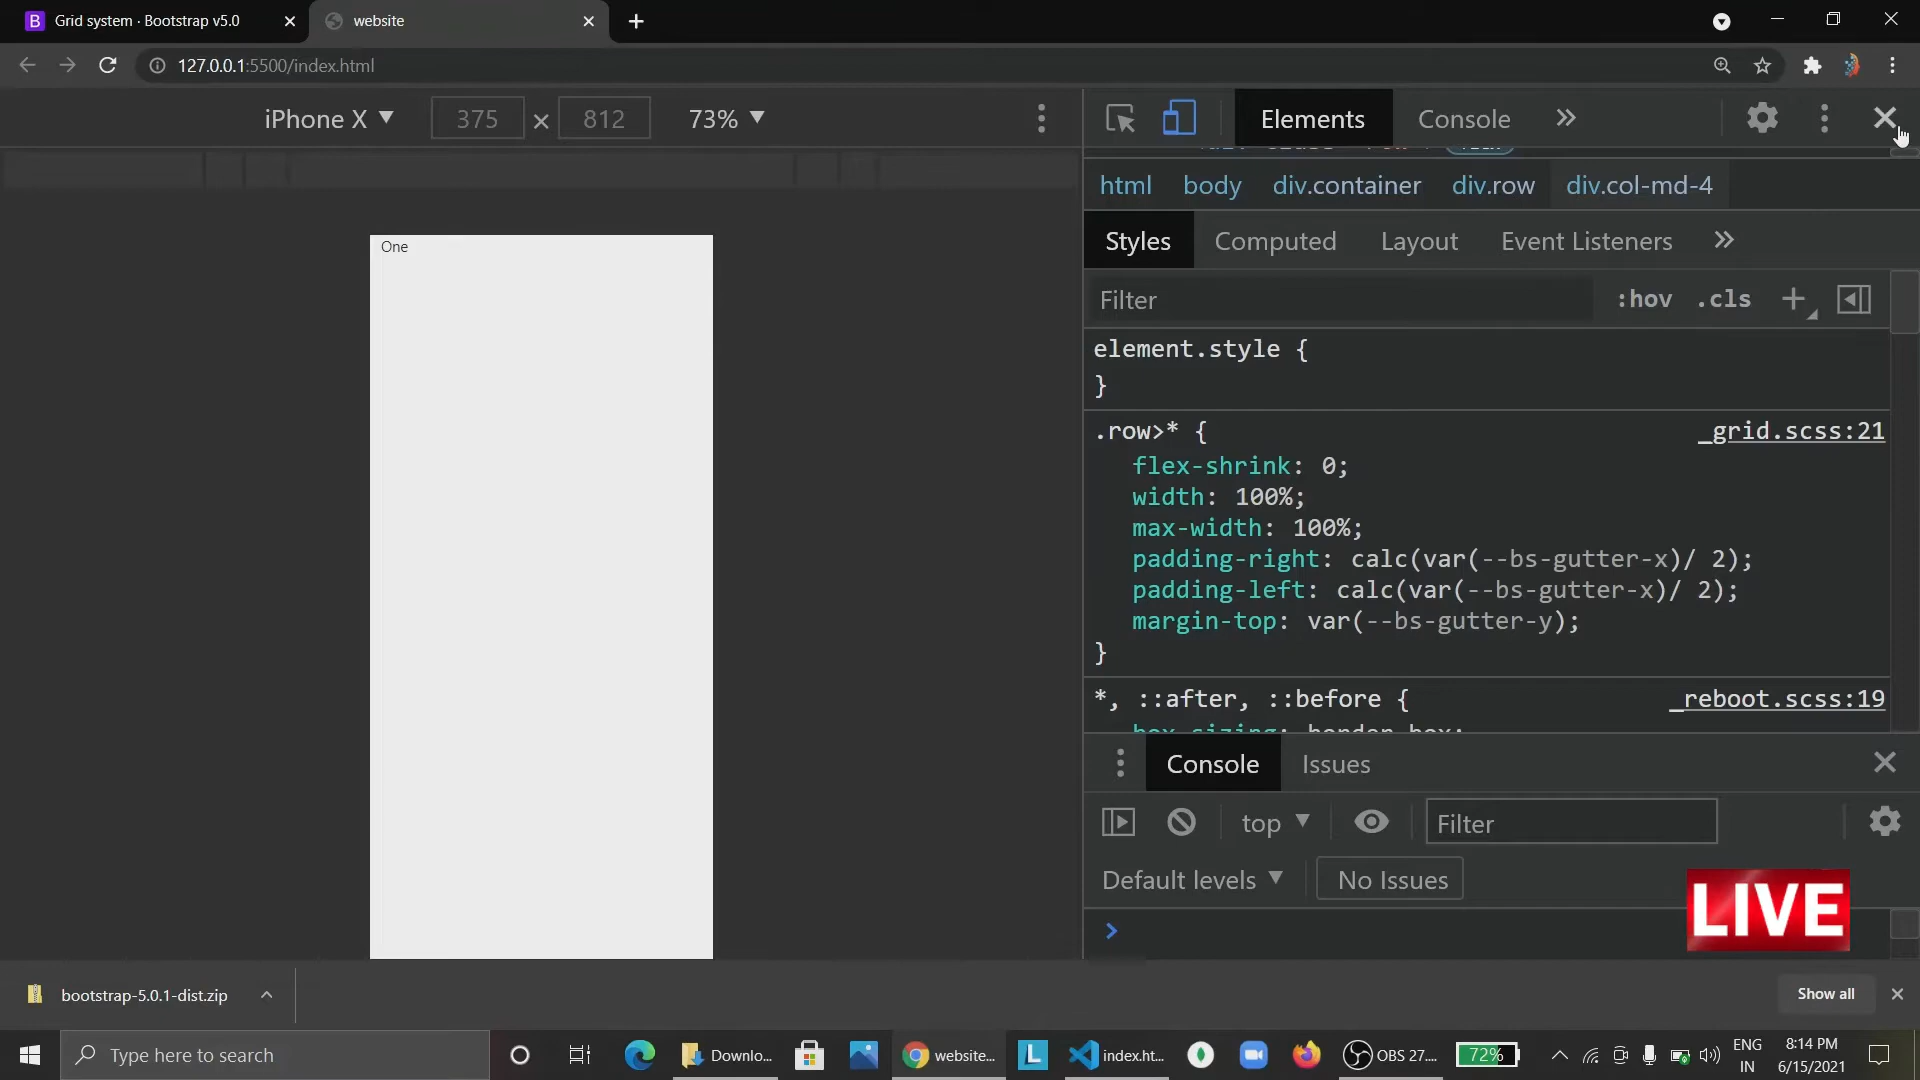 B Grid system · Bootstrap v5.0
website
127.0.0.1:5500/index.html
iPhone X 375 × 812 73%
Elements Console
html body div.container div.row div.col-md-4
Styles Computed Layout Event Listeners
Filter :hov .cls
element.style {
}
.row>* { _grid.scss:21
flex-shrink: 0;
width: 100%;
max-width: 100%;
padding-right: calc(var(--bs-gutter-x)/ 2);
padding-left: calc(var(--bs-gutter-x)/ 2);
margin-top: var(--bs-gutter-y);
}
*, ::after, ::before { _reboot.scss:19
box-sizing: border-box;
One
Console Issues
top Filter
Default levels No Issues
LIVE
bootstrap-5.0.1-dist.zip Show all
Type here to search
Downlo... website... L index.ht... OBS 27.... 72%
ENG
IN
8:14 PM
6/15/2021